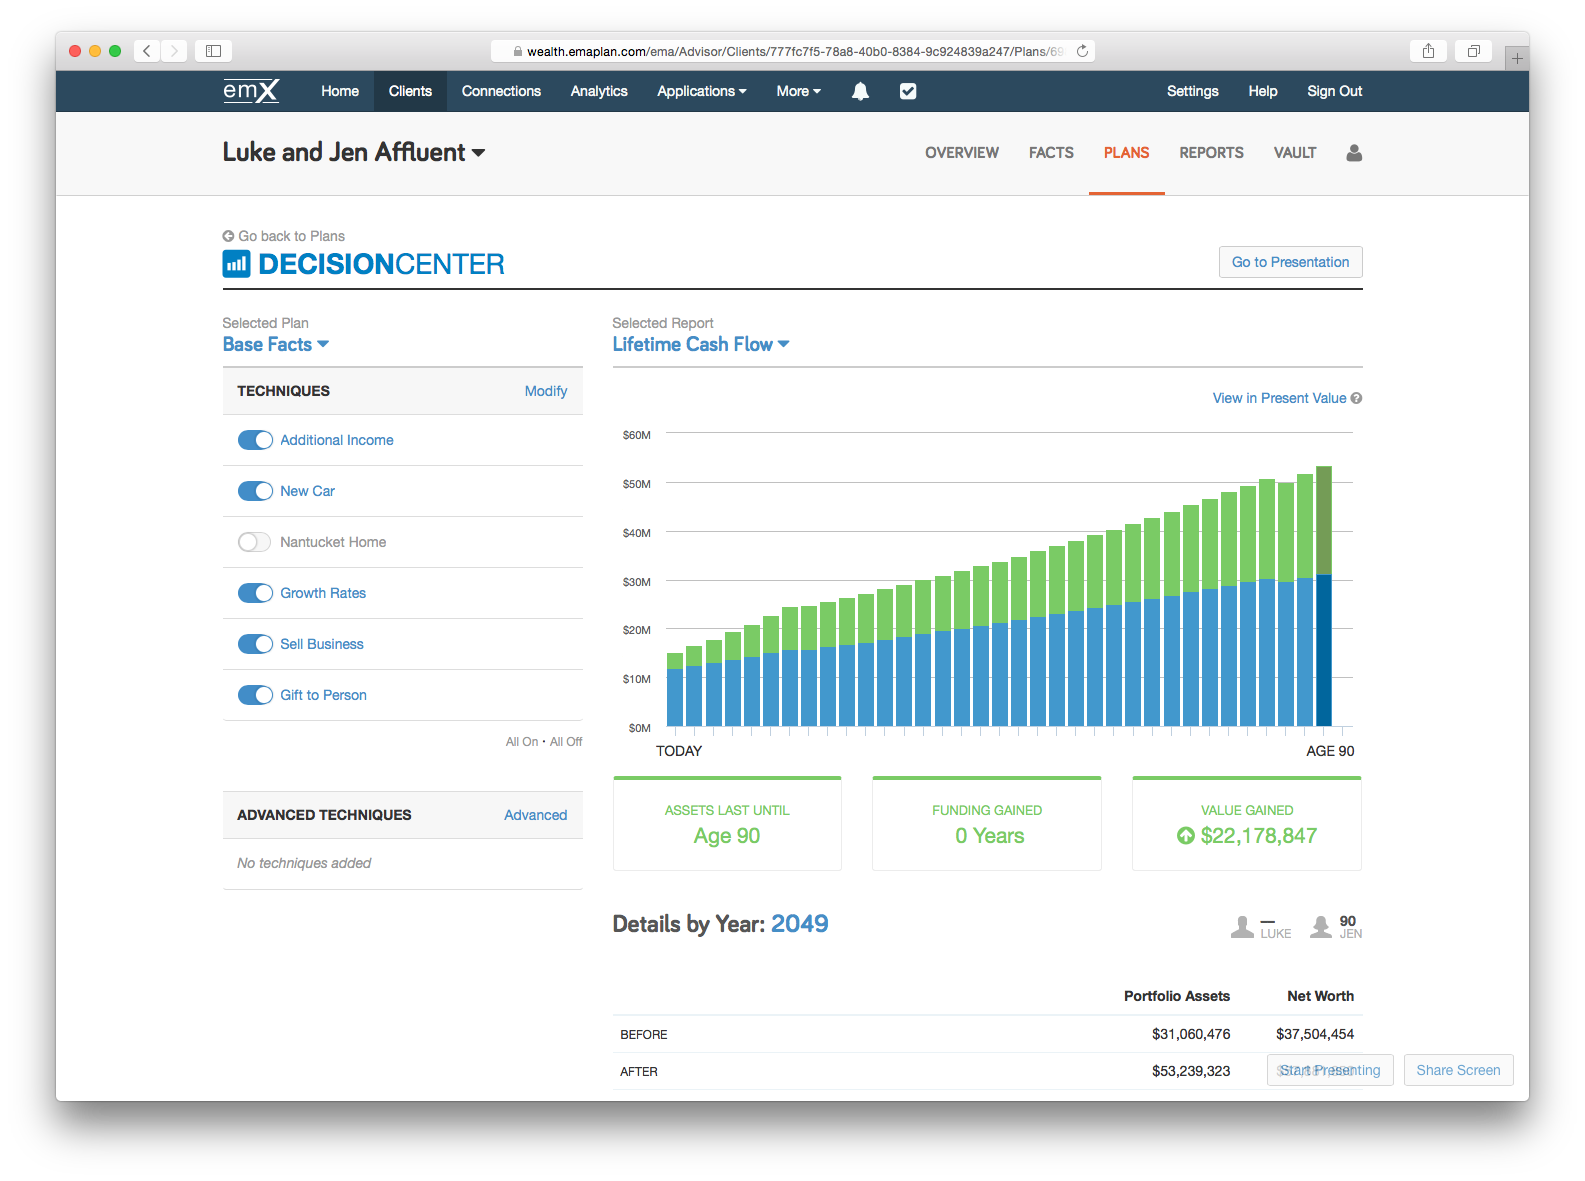 wealth.emaplan.com/ema/Advisor/Clients/777fc7f5-78a8-40b0-8384-9c924839a247/Plans/69
emX Home Clients Connections Analytics Applications More Settings Help Sign Out
Luke and Jen Affluent OVERVIEW FACTS PLANS REPORTS VAULT
Go back to Plans
DECISIONCENTER Go to Presentation
Selected Plan
Base Facts
Selected Report
Lifetime Cash Flow
TECHNIQUES Modify
Additional Income
New Car
Nantucket Home
Growth Rates
Sell Business
Gift to Person
All On • All Off
ADVANCED TECHNIQUES Advanced
No techniques added
View in Present Value ?
$60M
$50M
$40M
$30M
$20M
$10M
$0M
TODAY AGE 90
ASSETS LAST UNTIL
Age 90
FUNDING GAINED
0 Years
VALUE GAINED
$22,178,847
Details by Year: 2049
— LUKE
90 JEN
Portfolio Assets Net Worth
BEFORE $31,060,476 $37,504,454
AFTER $53,239,323
Start Presenting Share Screen